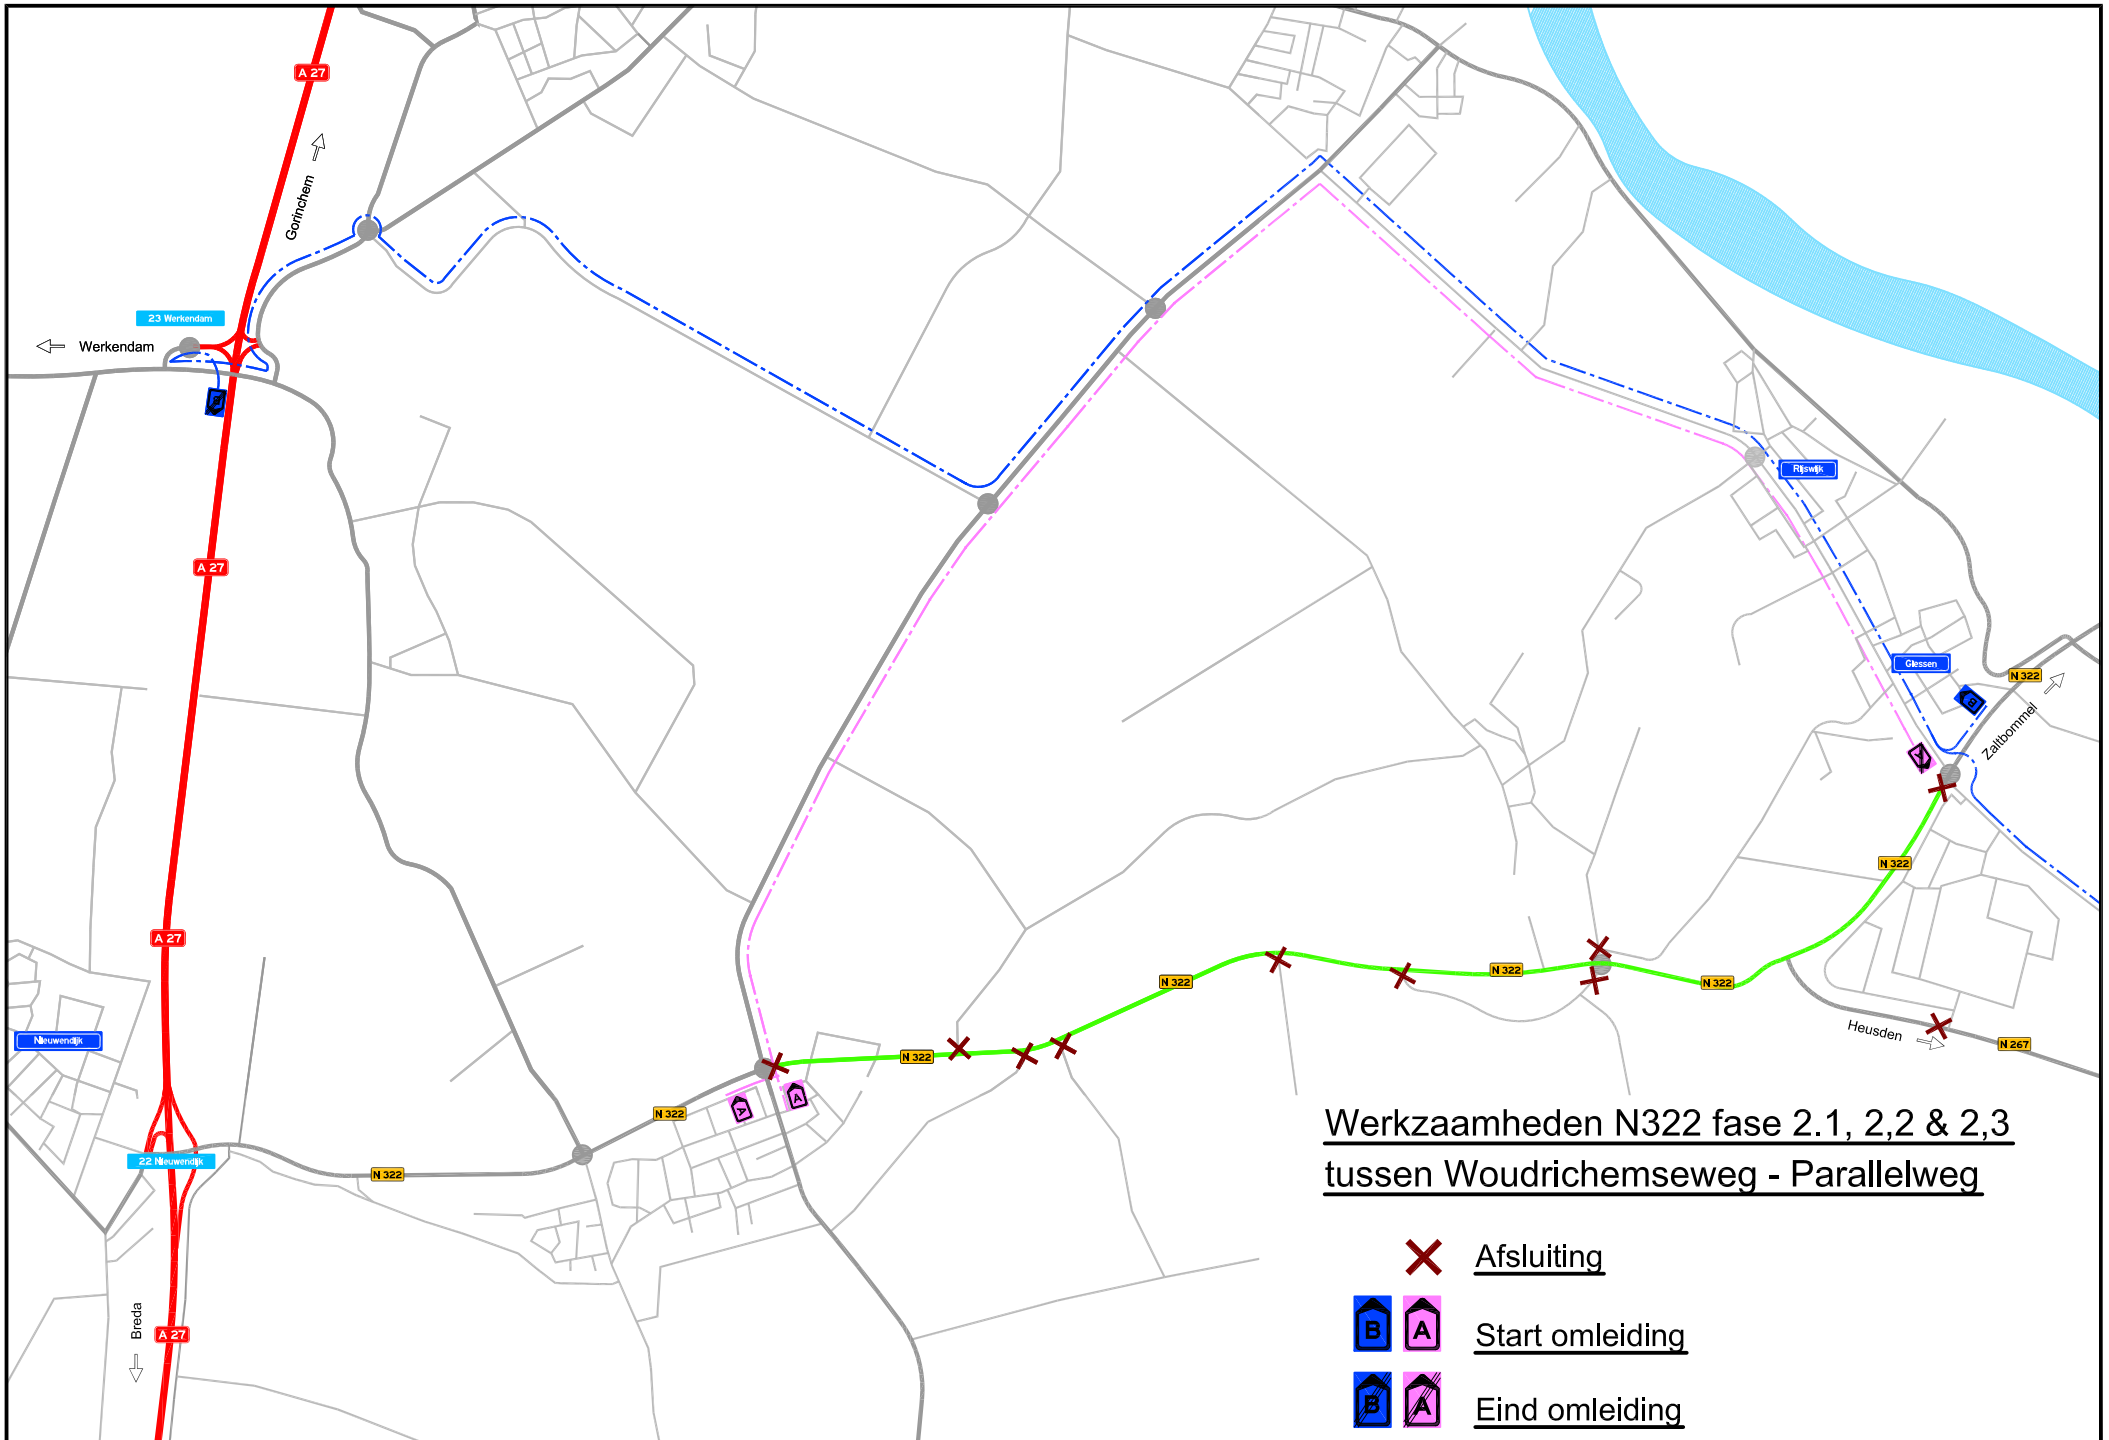 A 27
Gorinchem
23 Werkendam
Werkendam
B
A 27
Rijswijk
Giessen
N 322
B
Zaltbommel
A
N 322
A 27
N 322
N 322
N 322
Nieuwendijk
Heusden
N 267
N 322
A
A
N 322
22 Nieuwendijk
N 322
Breda
A 27
Werkzaamheden N322 fase 2.1, 2,2 & 2,3
tussen Woudrichemseweg - Parallelweg
Afsluiting
B A Start omleiding
B A Eind omleiding